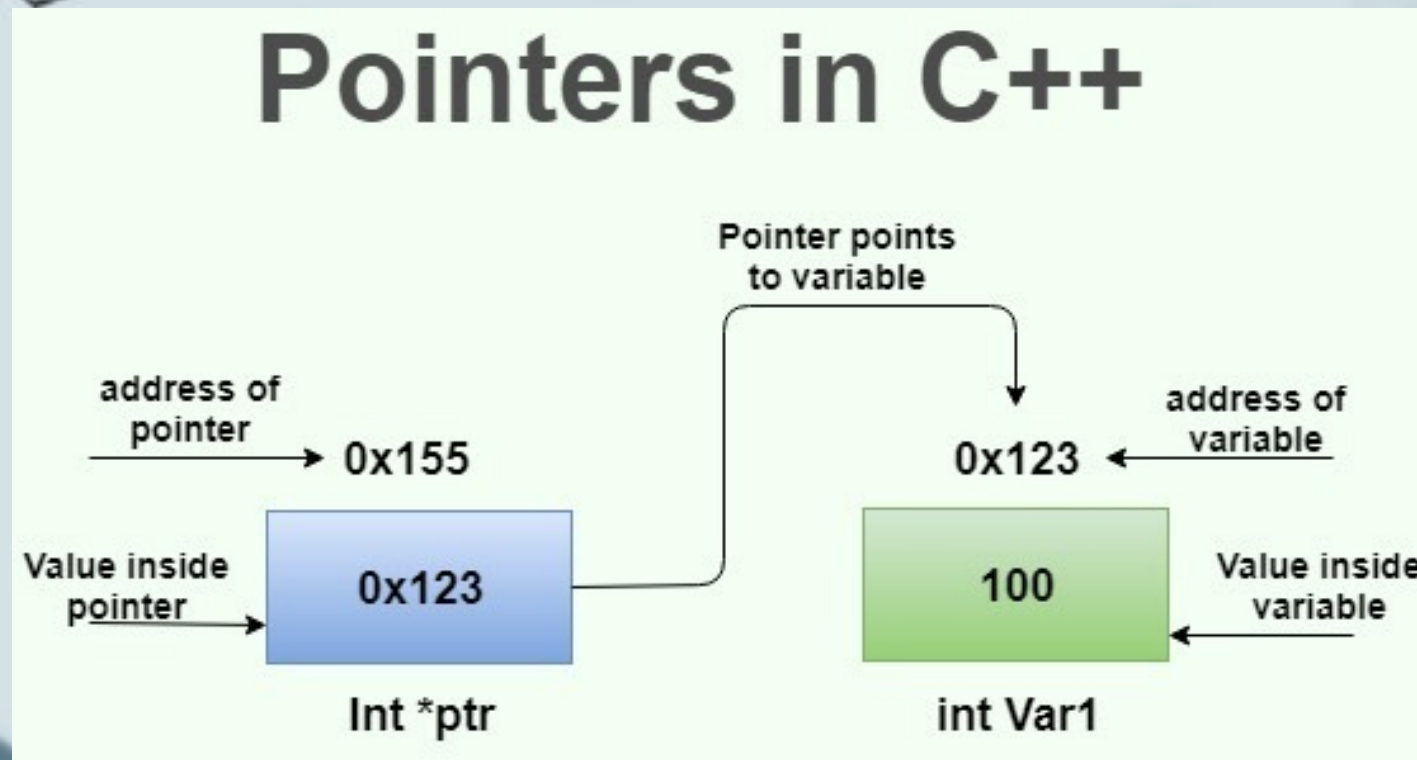 Pointers in C++
Pointer points
to variable
address of
pointer
0x155
0x123
address of
variable
Value inside
pointer
0x123
100
Value inside
variable
Int *ptr
int Var1